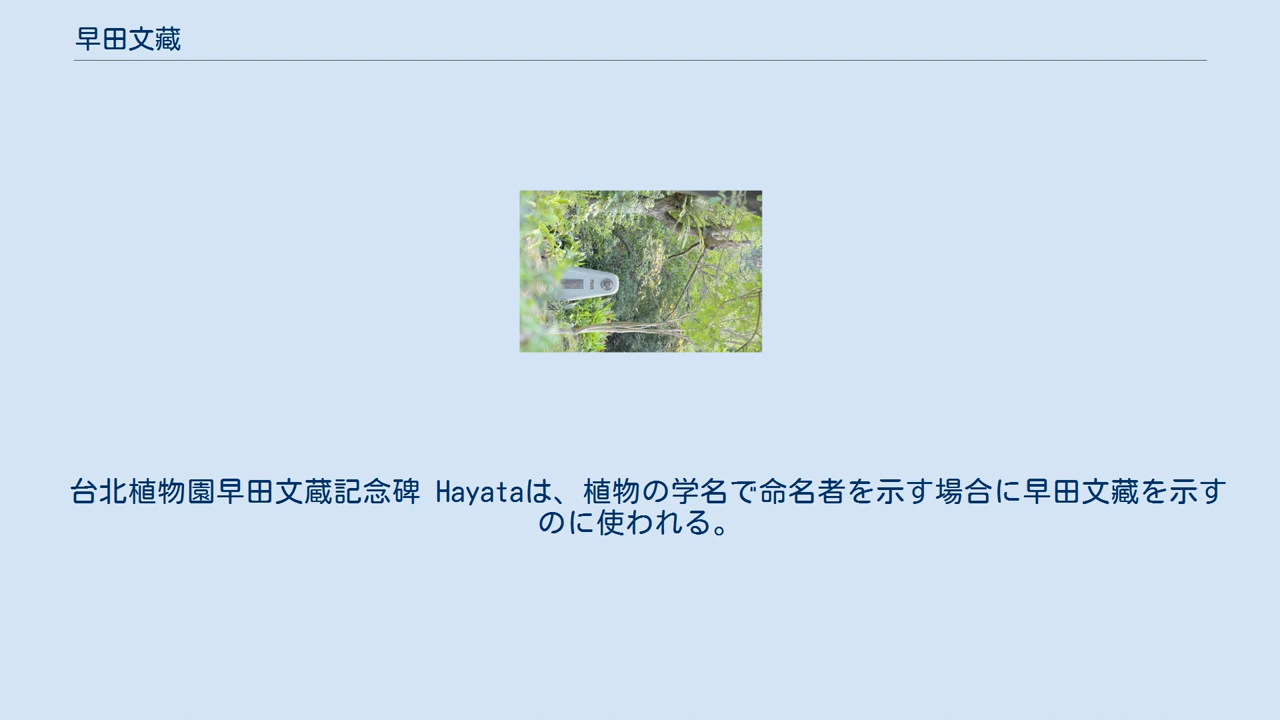 早田文藏
台北植物園早田文蔵記念碑 Hayataは、植物の学名で命名者を示す場合に早田文藏を示す
のに使われる。